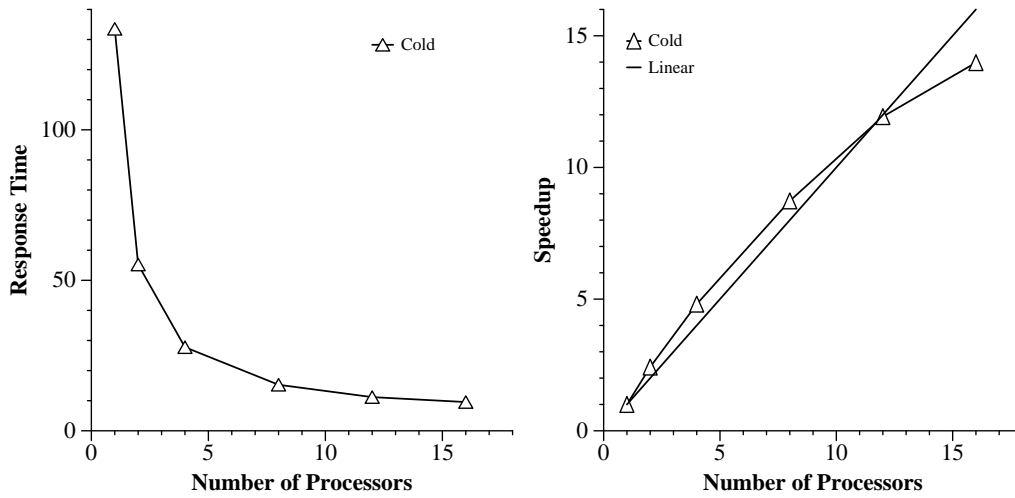 Cold
100
50
0
0 5 10 15
Response Time
Number of Processors
Cold
Linear
15
10
5
0
0 5 10 15
Speedup
Number of Processors